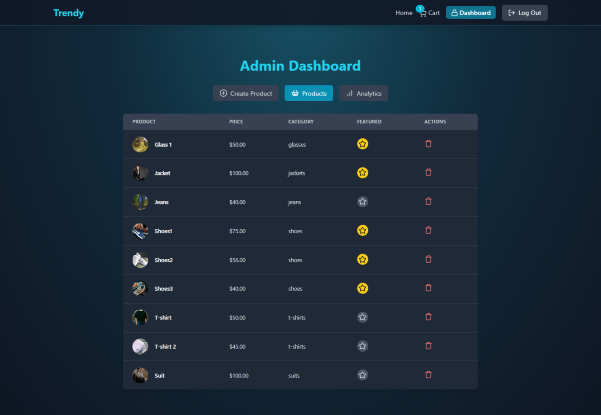 Trendy
Home 1 Cart Dashboard Log Out
Admin Dashboard
Create Product Products Analytics
PRODUCT PRICE CATEGORY FEATURED ACTIONS
Glass 1 $50.00 glasses
Jacket $100.00 jackets
Jeans $40.00 jeans
Shoes1 $75.00 shoes
Shoes2 $56.00 shoes
Shoes3 $40.00 shoes
T-shirt $50.00 t-shirts
T-shirt 2 $45.00 t-shirts
Suit $100.00 suits